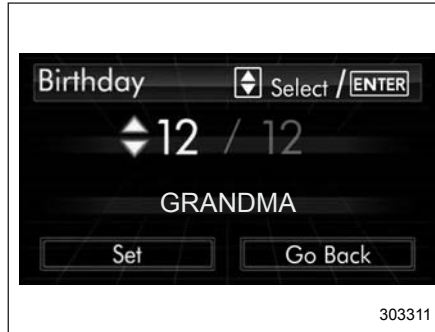 Birthday Select / ENTER
12 / 12
GRANDMA
Set Go Back
303311